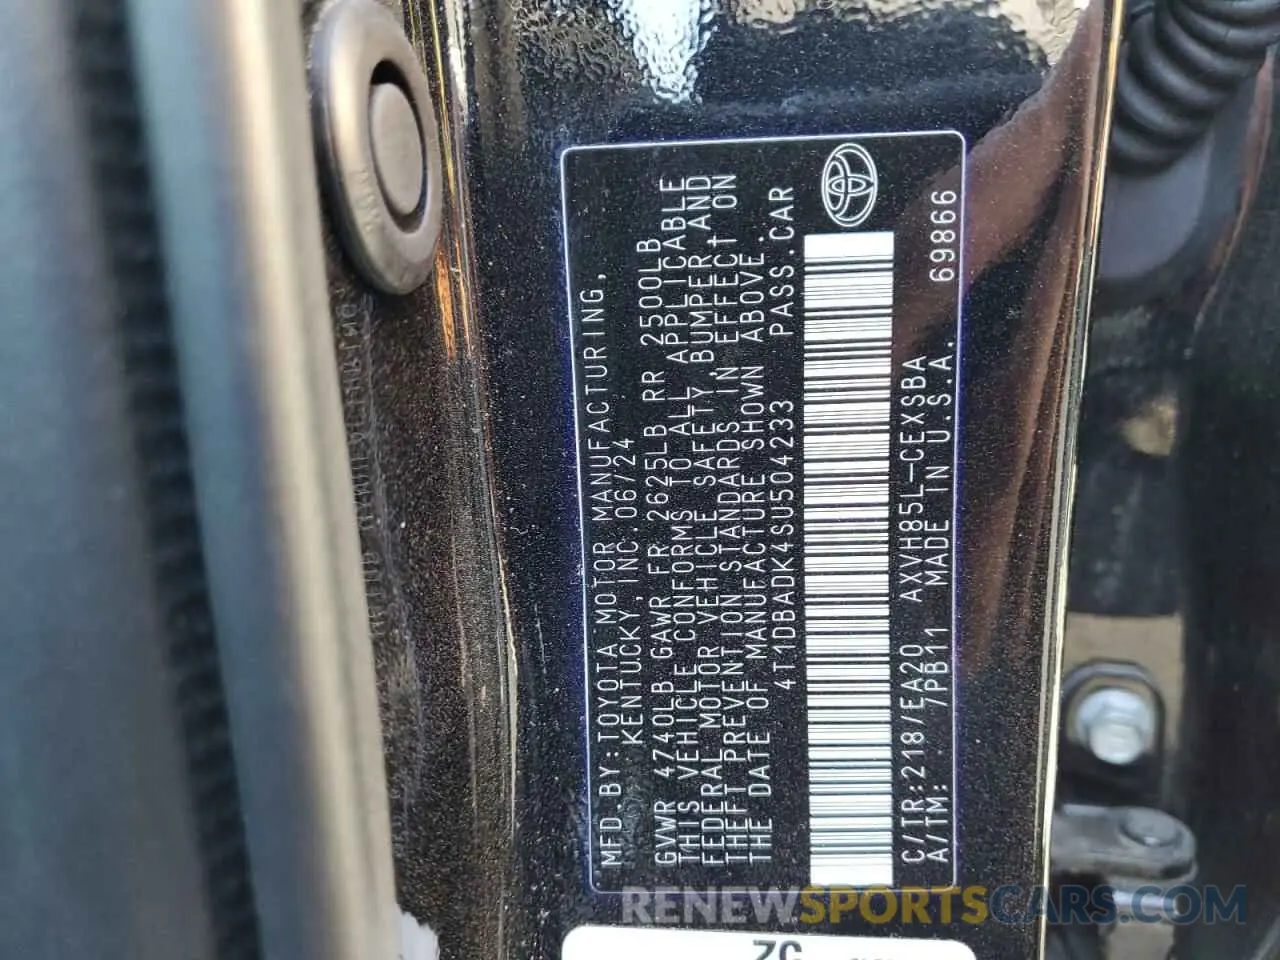 MFD.BY:TOYOTA MOTOR MANUFACTURING,
KENTUCKY,INC.06/24
GVWR 4740LB GAWR FR 2625LB RR 2500LB
THIS VEHICLE CONFORMS TO ALL APPLICABLE
FEDERAL MOTOR VEHICLE SAFETY,BUMPER,AND
THEFT PREVENTION STANDARDS IN EFFECT ON
THE DATE OF MANUFACTURE SHOWN ABOVE.
4T1DBADK4SU504233 PASS.CAR
C/TR:218/EA20 AXVH85L-CEXSBA
A/TM: - /PB11 MADE IN U.S.A. 69866
RENEWSPORTSCARS.COM